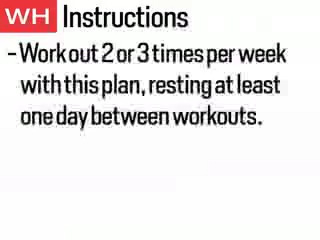 WH Instructions
-Work out 2 or 3 times per week
with this plan, resting at least
one day between workouts.